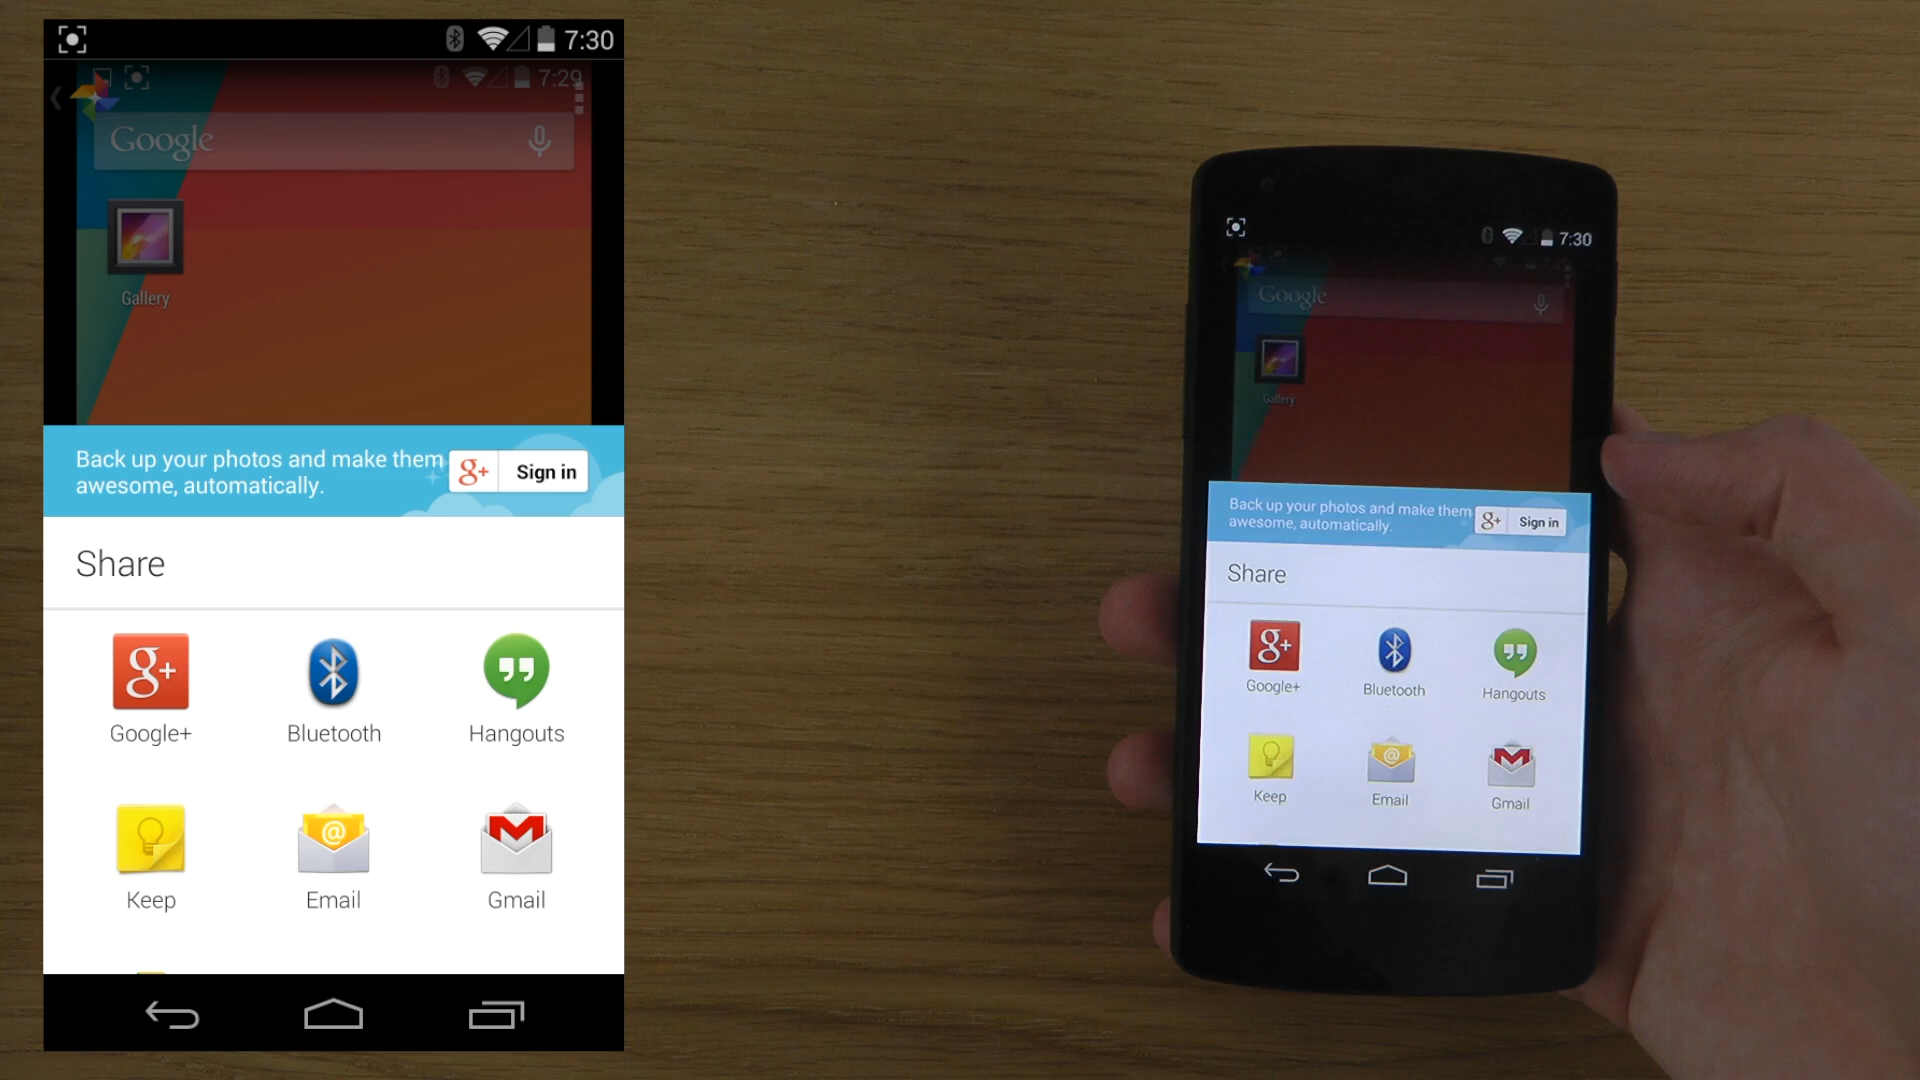 7:30
7:29
Google
Gallery
Back up your photos and make them
awesome, automatically.
g+ Sign in
Share
g+
Google+
Bluetooth
Hangouts
Keep
@
Email
Gmail
7:30
Google
Gallery
Back up your photos and make them
awesome, automatically.
g+ Sign in
Share
g+
Google+
Bluetooth
Hangouts
Keep
@
Email
Gmail